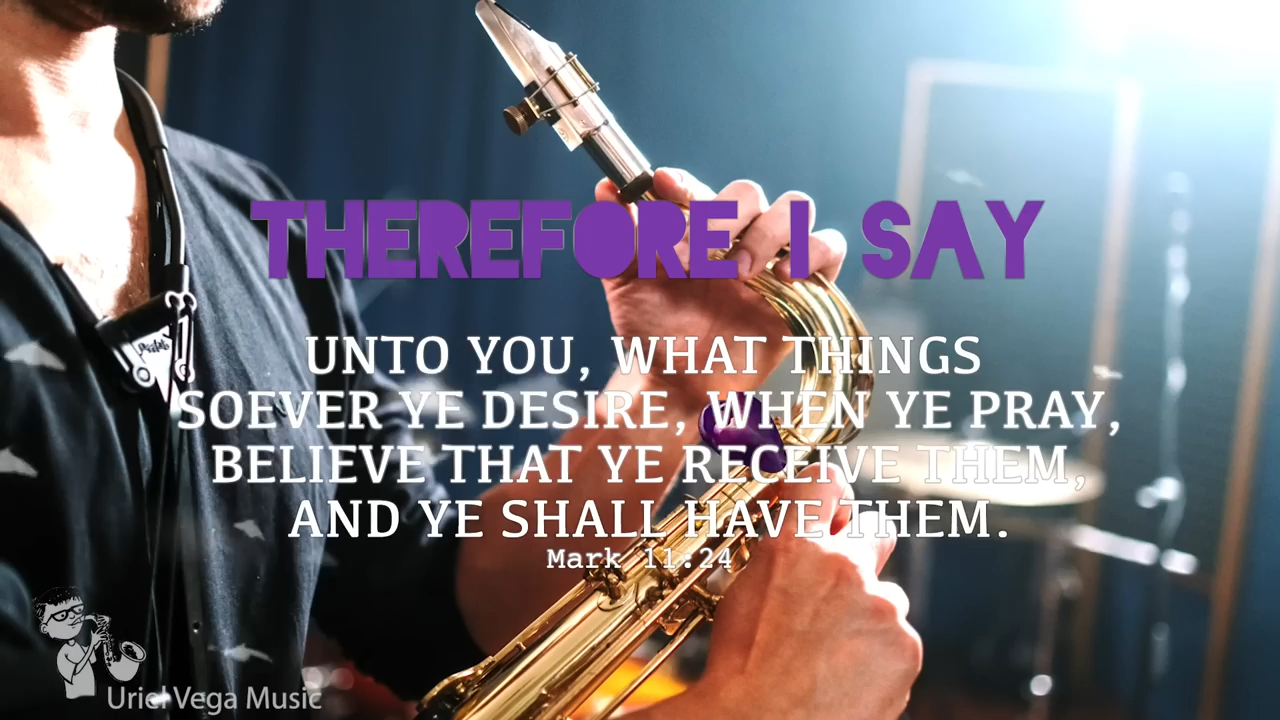 THEREFORE I SAY
UNTO YOU, WHAT THINGS
SOEVER YE DESIRE, WHEN YE PRAY,
BELIEVE THAT YE RECEIVE THEM,
AND YE SHALL HAVE THEM.
Mark 11:24
Uriel Vega Music